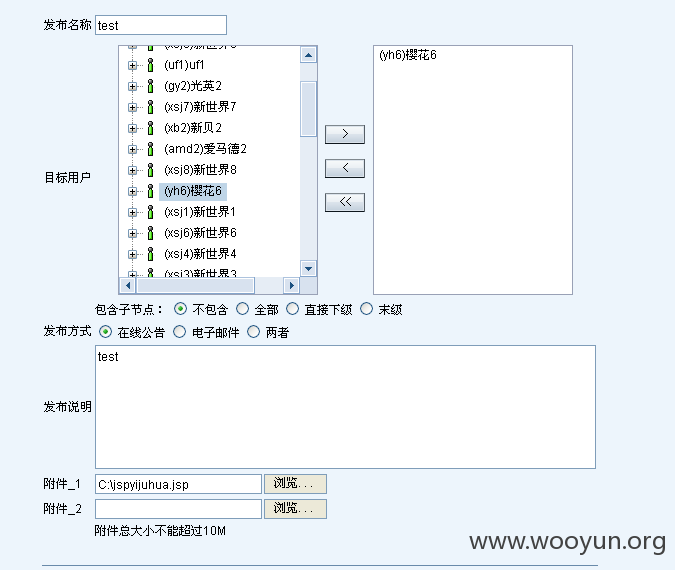 发布名称 test
(uf1)uf1
(gy2)光英2
(xsj7)新世界7
(xb2)新贝2
(amd2)爱马德2
(xsj8)新世界8
(yh6)樱花6
(xsj1)新世界1
(xsj6)新世界6
(xsj4)新世界4
(xsj3)新世界3
目标用户
>
<
<<
(yh6)樱花6
包含子节点： 不包含 全部 直接下级 末级
发布方式 在线公告 电子邮件 两者
发布说明 test
附件_1 C:\jspyijuhua.jsp 浏览...
附件_2 浏览...
附件总大小不能超过10M
www.wooyun.org